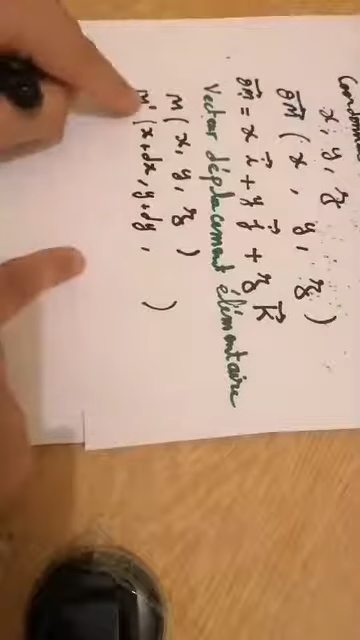 x, y, z
OM→ ( x, y, z )
OM→ = x i→ + y j→ + z k→
Vecteur déplacement élémentaire
M ( x, y, z )
M' ( x+dx, y+dy, )